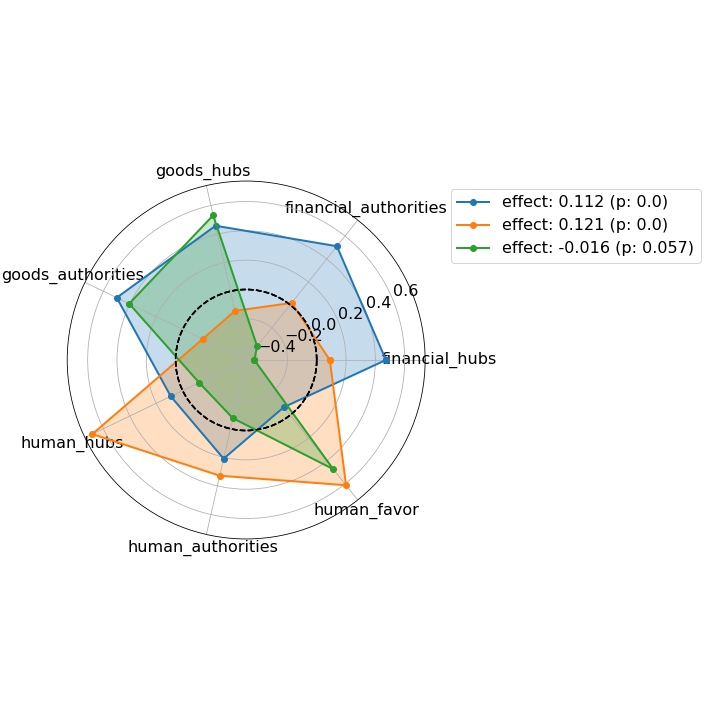 goods_hubs
financial_authorities
effect: 0.112 (p: 0.0)
effect: 0.121 (p: 0.0)
effect: -0.016 (p: 0.057)
goods_authorities
0.6
0.4
0.2
0.0
−0.2
−0.4
financial_hubs
human_hubs
human_favor
human_authorities